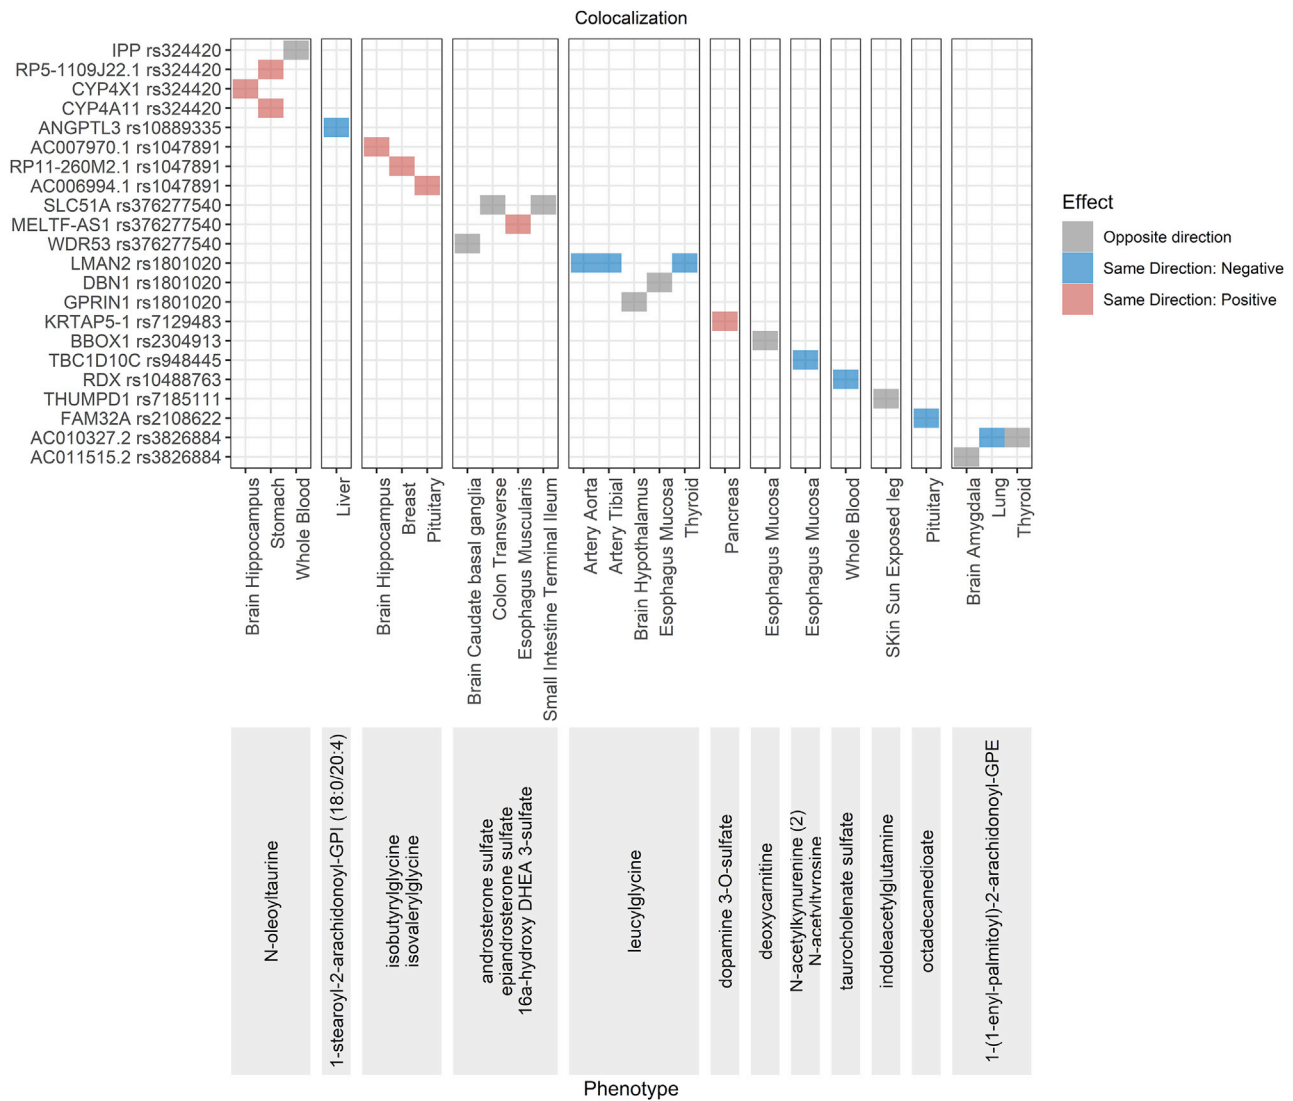 Colocalization
IPP rs324420
RP5-1109J22.1 rs324420
CYP4X1 rs324420
CYP4A11 rs324420
ANGPTL3 rs10889335
AC007970.1 rs1047891
RP11-260M2.1 rs1047891
AC006994.1 rs1047891
SLC51A rs376277540
MELTF-AS1 rs376277540
WDR53 rs376277540
LMAN2 rs1801020
DBN1 rs1801020
GPRIN1 rs1801020
KRTAP5-1 rs7129483
BBOX1 rs2304913
TBC1D10C rs948445
RDX rs10488763
THUMPD1 rs7185111
FAM32A rs2108622
AC010327.2 rs3826884
AC011515.2 rs3826884
Effect
Opposite direction
Same Direction: Negative
Same Direction: Positive
Brain Hippocampus
Stomach
Whole Blood
Liver
Brain Hippocampus
Breast
Pituitary
Brain Caudate basal ganglia
Colon Transverse
Esophagus Muscularis
Small Intestine Terminal Ileum
Artery Aorta
Artery Tibial
Brain Hypothalamus
Esophagus Mucosa
Thyroid
Pancreas
Esophagus Mucosa
Esophagus Mucosa
Whole Blood
SKin Sun Exposed leg
Pituitary
Brain Amygdala
Lung
Thyroid
N-oleoyltaurine
1-stearoyl-2-arachidonoyl-GPI (18:0/20:4)
isobutyrylglycine
isovalerylglycine
androsterone sulfate
epiandrosterone sulfate
16a-hydroxy DHEA 3-sulfate
leucylglycine
dopamine 3-O-sulfate
deoxycarnitine
N-acetylkynurenine (2)
N-acetyltyrosine
taurocholenate sulfate
indoleacetylglutamine
octadecanedioate
1-(1-enyl-palmitoyl)-2-arachidonoyl-GPE
Phenotype